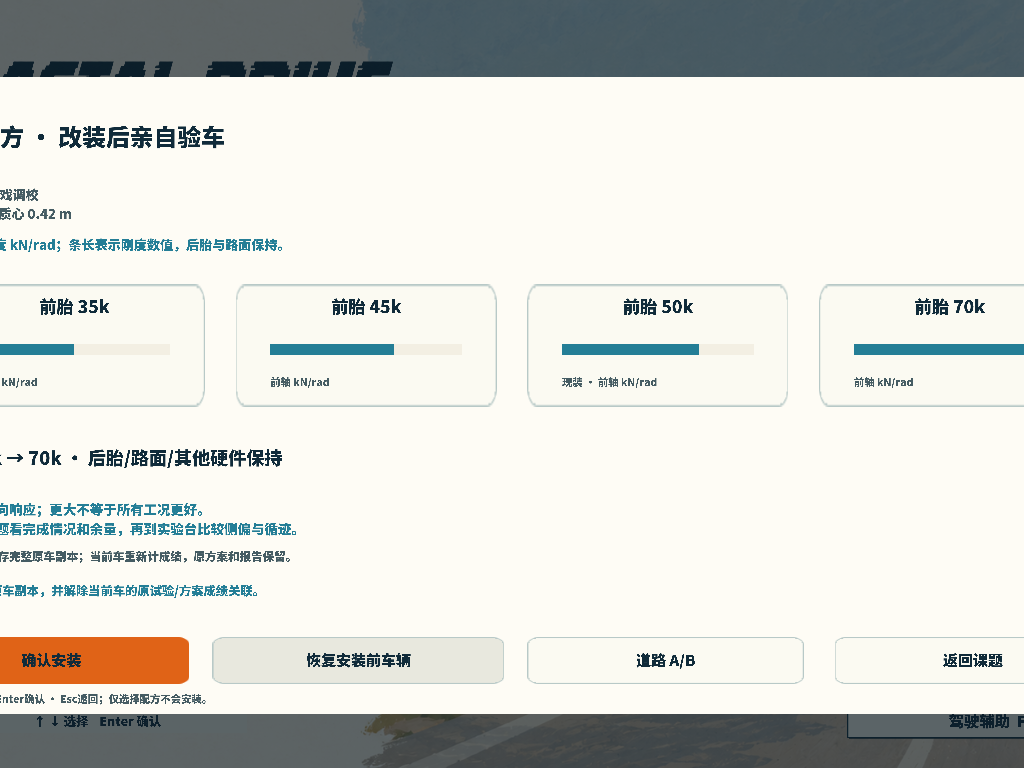 方 · 改装后亲自验车
戏调校
质心 0.42 m
度 kN/rad；条长表示刚度数值，后胎与路面保持。
前胎 35k
前胎 45k
前胎 50k
前胎 70k
kN/rad
前轴 kN/rad
现装 · 前轴 kN/rad
前轴 kN/rad
→ 70k · 后胎/路面/其他硬件保持
向响应；更大不等于所有工况更好。
题看完成情况和余量，再到实验台比较侧偏与循迹。
存完整原车副本；当前车重新计成绩，原方案和报告保留。
原车副本，并解除当前车的原试验/方案成绩关联。
确认安装
恢复安装前车辆
道路 A/B
返回课题
Enter确认 · Esc返回；仅选择配方不会安装。
↑ ↓ 选择 Enter 确认
驾驶辅助